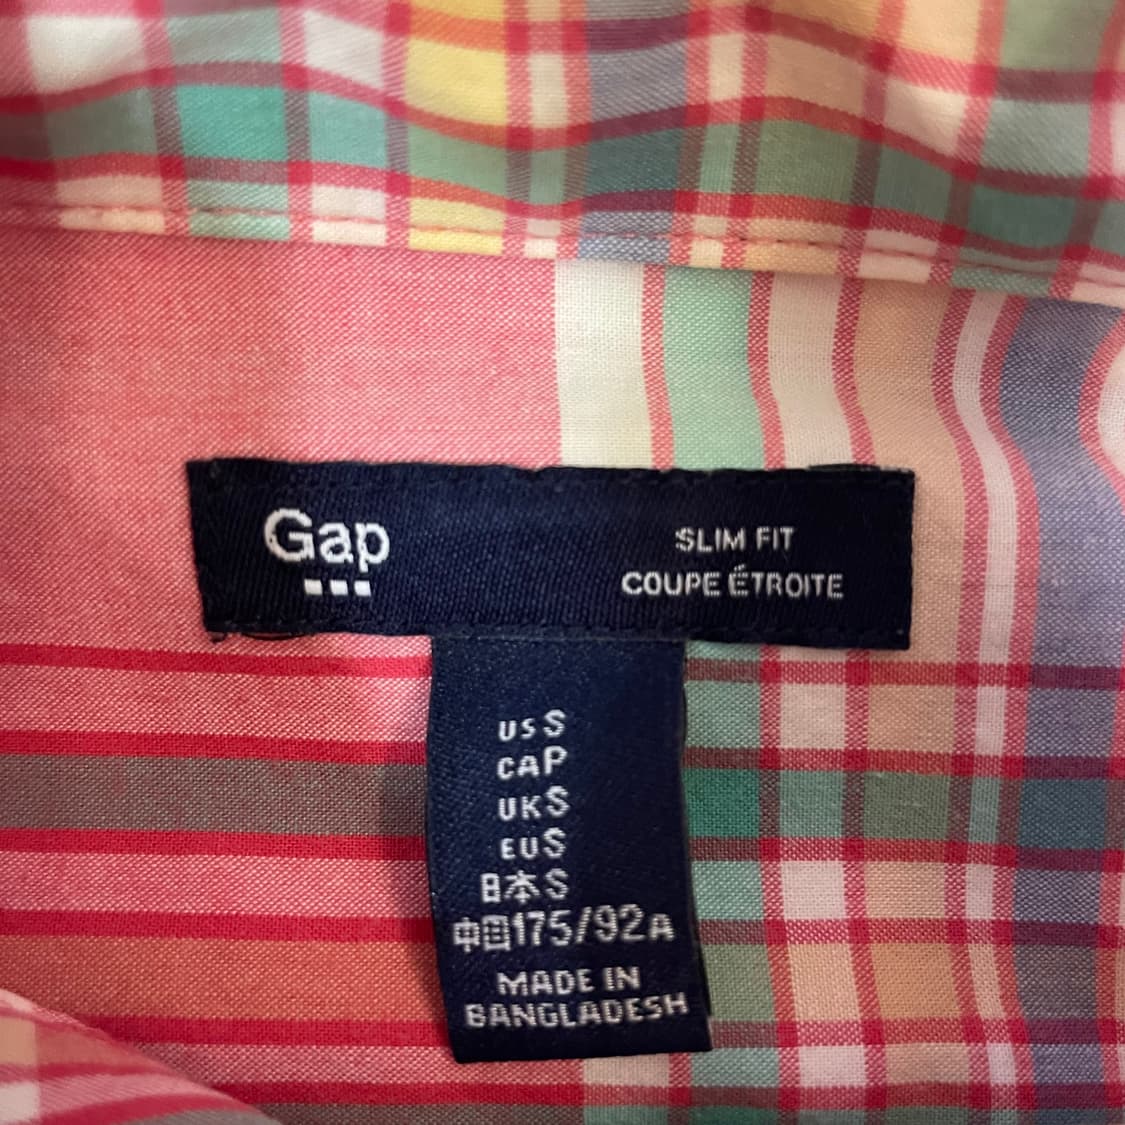 Gap
SLIM FIT
COUPE ÉTROITE
US S
CA P
UK S
EU S
日本 S
中国 175/92A
MADE IN
BANGLADESH